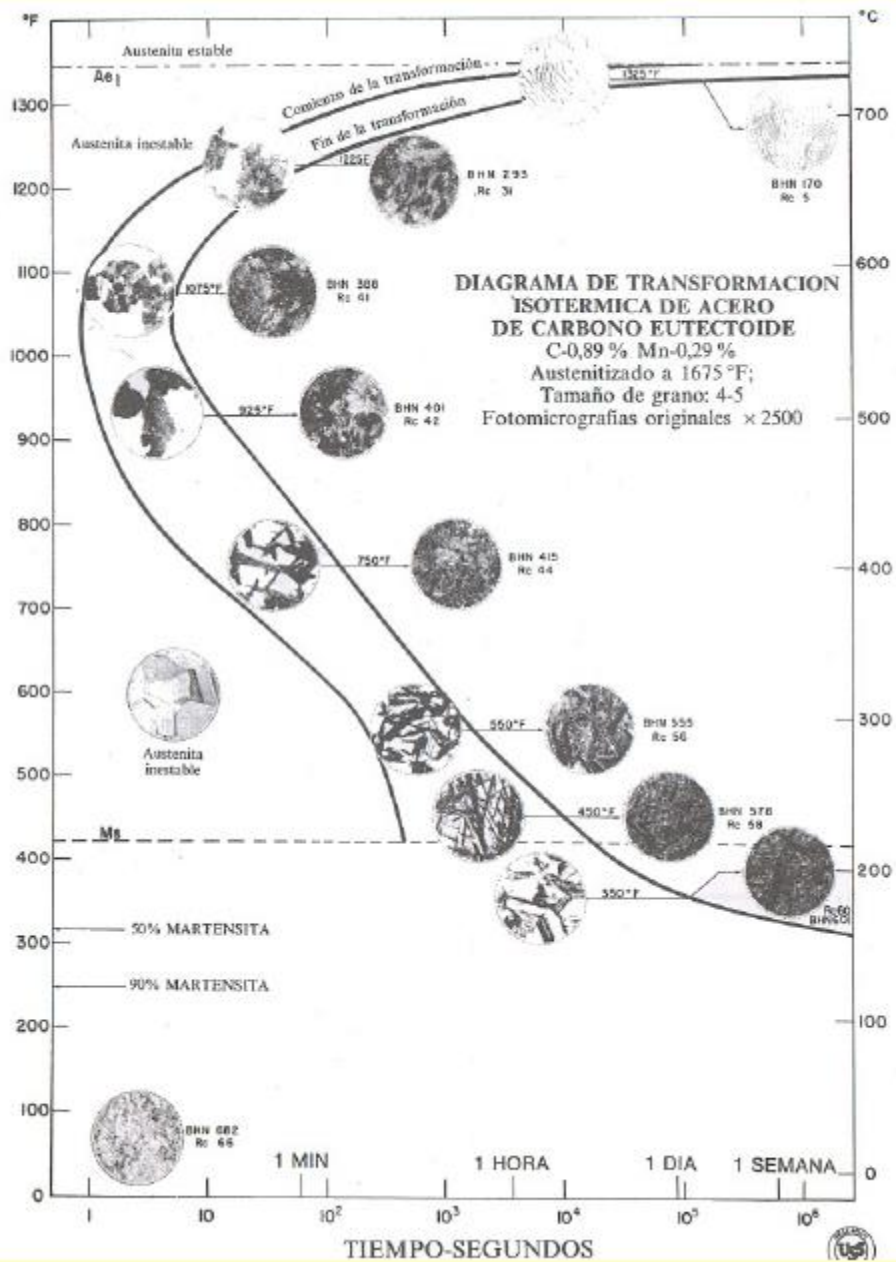 °F
°C
Austenita estable
Ae1
Comienzo de la transformación
1325°F
1300
700
Fin de la transformación
Austenita inestable
1225F
BHN 293
Rc 31
BHN 170
Rc 5
1200
1100
600
1075°F
BHN 388
Rc 41
DIAGRAMA DE TRANSFORMACION
ISOTERMICA DE ACERO
DE CARBONO EUTECTOIDE
C-0,89 % Mn-0,29 %
Austenitizado a 1675 °F;
Tamaño de grano: 4-5
Fotomicrografias originales × 2500
1000
925°F
BHN 401
Rc 42
500
900
800
750°F
BHN 415
Rc 44
400
700
600
300
550°F
BHN 555
Rc 56
Austenita
inestable
500
450°F
BHN 578
Rc 58
Ms
400
200
350°F
Rc60
BHN601
50% MARTENSITA
300
90% MARTENSITA
200
100
100
BHN 682
Rc 66
1 MIN
1 HORA
1 DIA
1 SEMANA
0
0
1
10
10²
10³
10⁴
10⁵
10⁶
TIEMPO-SEGUNDOS
USS